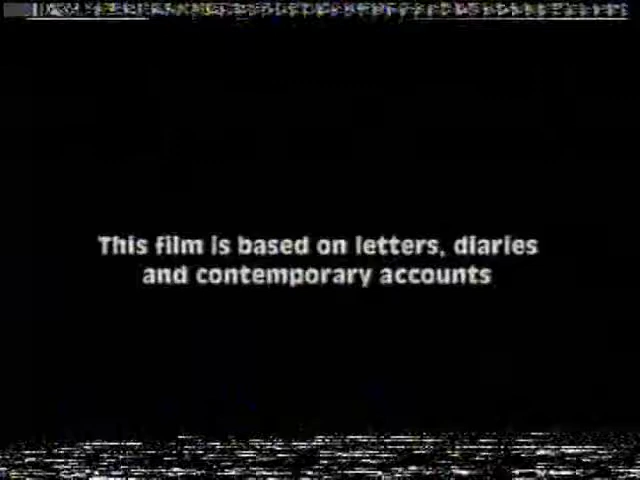 This film is based on letters, diaries
and contemporary accounts